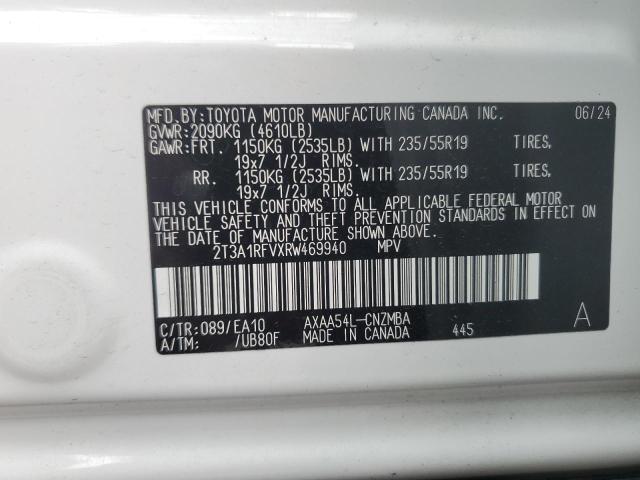 MFD.BY:TOYOTA MOTOR MANUFACTURING CANADA INC. 06/24
GVWR:2090KG (4610LB)
GAWR:FRT. 1150KG (2535LB) WITH 235/55R19 TIRES,
19x7 1/2J RIMS.
RR. 1150KG (2535LB) WITH 235/55R19 TIRES,
19x7 1/2J RIMS.
THIS VEHICLE CONFORMS TO ALL APPLICABLE FEDERAL MOTOR
VEHICLE SAFETY AND THEFT PREVENTION STANDARDS IN EFFECT ON
THE DATE OF MANUFACTURE SHOWN ABOVE.
2T3A1RFVXRW469940 MPV
C/TR:089/EA10 AXAA54L-CNZMBA A
A/TM: /UB80F MADE IN CANADA 445